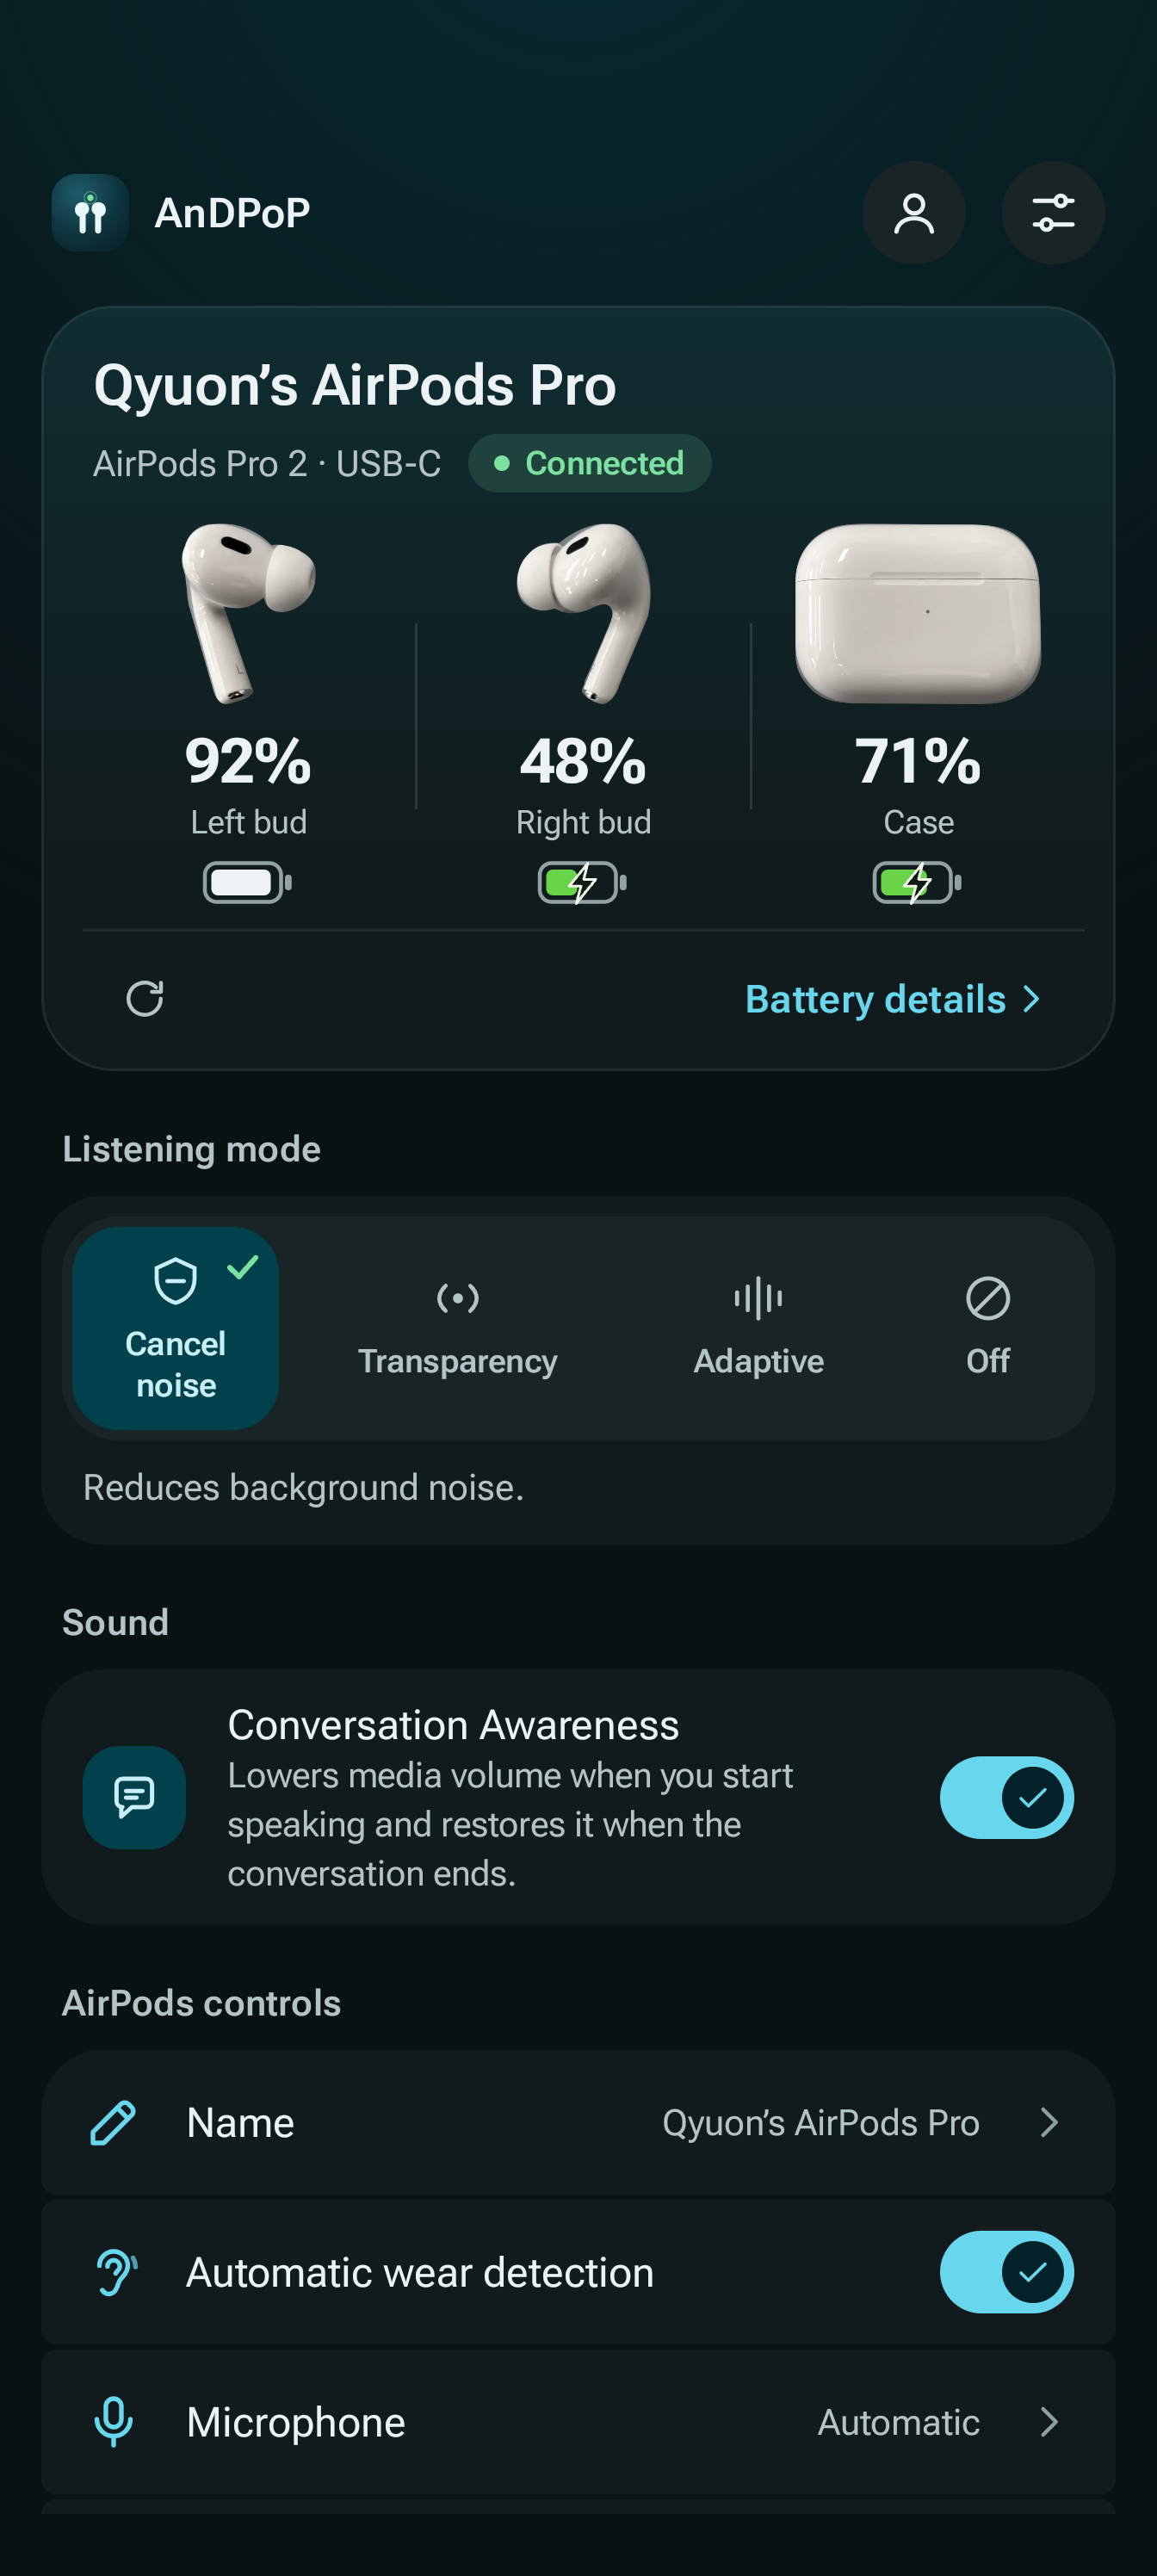 AnDPoP
Qyuon’s AirPods Pro
AirPods Pro 2 · USB-C
Connected
92%
48%
71%
Left bud
Right bud
Case
Battery details
Listening mode
Cancel
noise
Transparency
Adaptive
Off
Reduces background noise.
Sound
Conversation Awareness
Lowers media volume when you start
speaking and restores it when the
conversation ends.
AirPods controls
Name
Qyuon’s AirPods Pro
Automatic wear detection
Microphone
Automatic